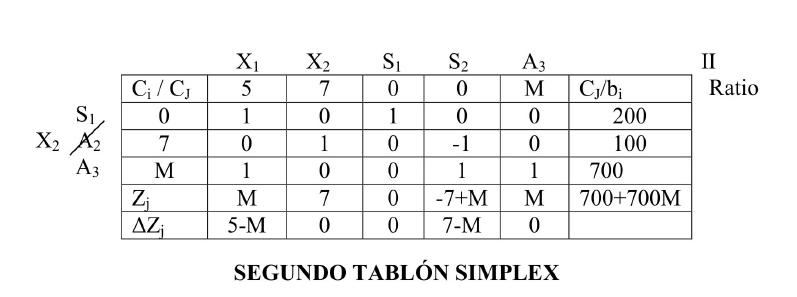 X1 X2 S1 S2 A3 II
Ci / CJ 5 7 0 0 M CJ/bi Ratio
S1 0 1 0 1 0 0 200
X2 A2 7 0 1 0 -1 0 100
A3 M 1 0 0 1 1 700
Zj M 7 0 -7+M M 700+700M
ΔZj 5-M 0 0 7-M 0
SEGUNDO TABLÓN SIMPLEX